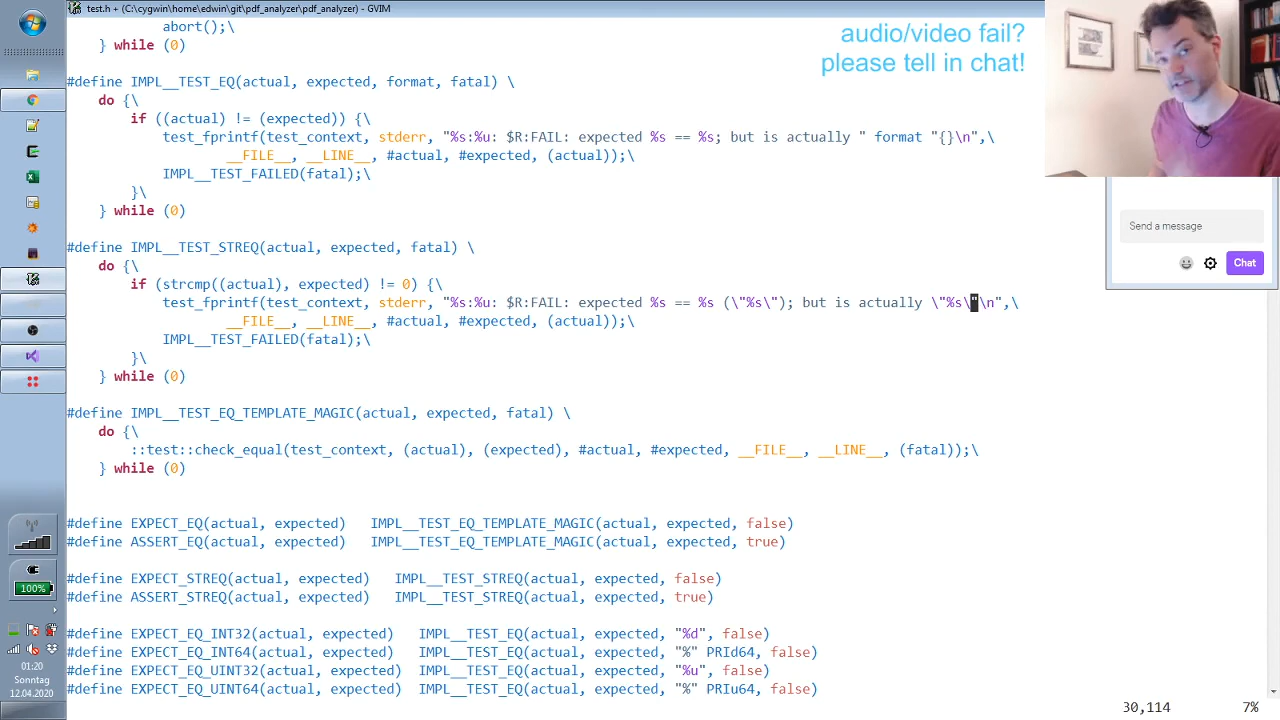 test.h + (C:\cygwin\home\edwin\git\pdf_analyzer\pdf_analyzer) - GVIM
            abort();\
    } while (0)
#define IMPL__TEST_EQ(actual, expected, format, fatal) \
    do {\
        if ((actual) != (expected)) {\
            test_fprintf(test_context, stderr, "%s:%u: $R:FAIL: expected %s == %s; but is actually " format "{}\n",\
                    __FILE__, __LINE__, #actual, #expected, (actual));\
            IMPL__TEST_FAILED(fatal);\
        }\
    } while (0)
#define IMPL__TEST_STREQ(actual, expected, fatal) \
    do {\
        if (strcmp((actual), expected) != 0) {\
            test_fprintf(test_context, stderr, "%s:%u: $R:FAIL: expected %s == %s (\"%s\"); but is actually \"%s\"\n",\
                    __FILE__, __LINE__, #actual, #expected, (actual));\
            IMPL__TEST_FAILED(fatal);\
        }\
    } while (0)
#define IMPL__TEST_EQ_TEMPLATE_MAGIC(actual, expected, fatal) \
    do {\
        ::test::check_equal(test_context, (actual), (expected), #actual, #expected, __FILE__, __LINE__, (fatal));\
    } while (0)
#define EXPECT_EQ(actual, expected)   IMPL__TEST_EQ_TEMPLATE_MAGIC(actual, expected, false)
#define ASSERT_EQ(actual, expected)   IMPL__TEST_EQ_TEMPLATE_MAGIC(actual, expected, true)
#define EXPECT_STREQ(actual, expected)   IMPL__TEST_STREQ(actual, expected, false)
#define ASSERT_STREQ(actual, expected)   IMPL__TEST_STREQ(actual, expected, true)
#define EXPECT_EQ_INT32(actual, expected)   IMPL__TEST_EQ(actual, expected, "%d", false)
#define EXPECT_EQ_INT64(actual, expected)   IMPL__TEST_EQ(actual, expected, "%" PRId64, false)
#define EXPECT_EQ_UINT32(actual, expected)  IMPL__TEST_EQ(actual, expected, "%u", false)
#define EXPECT_EQ_UINT64(actual, expected)  IMPL__TEST_EQ(actual, expected, "%" PRIu64, false)
30,114 7%
audio/video fail?
please tell in chat!
Send a message
Chat
100%
01:20
Sonntag
12.04.2020